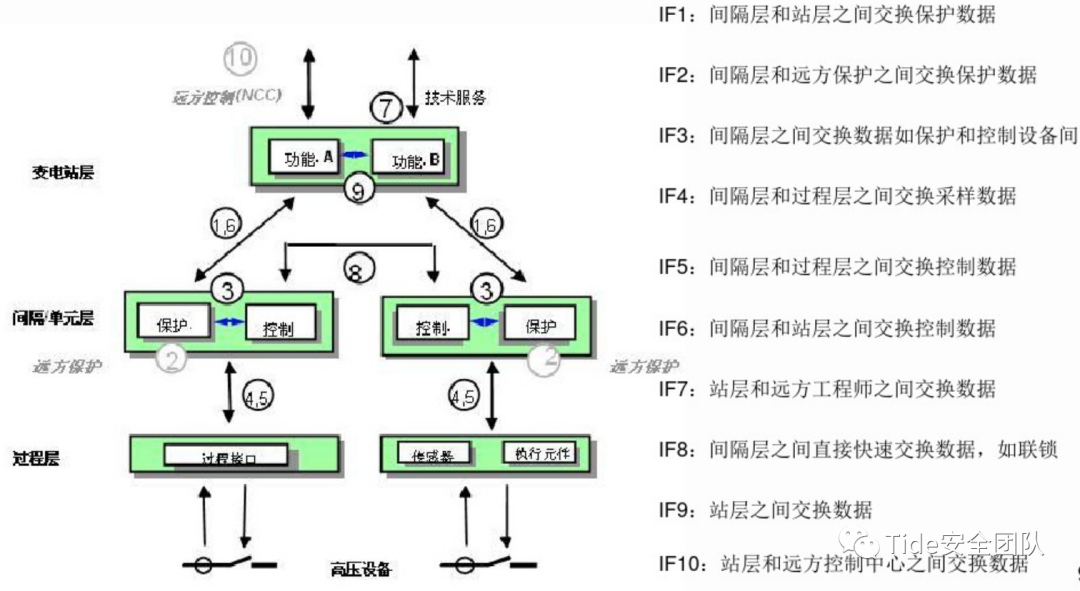 10
远方控制(NCC)
技术服务
7
功能. A
功能. B
变电站层
9
1,6
1,6
8
3
3
间隔/单元层
保护.
控制
控制.
保护
远方保护
2
2
远方保护
4,5
4,5
过程层
过程接口
传感器
执行元件
高压设备
IF1：间隔层和站层之间交换保护数据
IF2：间隔层和远方保护之间交换保护数据
IF3：间隔层之间交换数据如保护和控制设备间
IF4：间隔层和过程层之间交换采样数据
IF5：间隔层和过程层之间交换控制数据
IF6：间隔层和站层之间交换控制数据
IF7：站层和远方工程师之间交换数据
IF8：间隔层之间直接快速交换数据，如联锁
IF9：站层之间交换数据
Tide安全团队
IF10：站层和远方控制中心之间交换数据